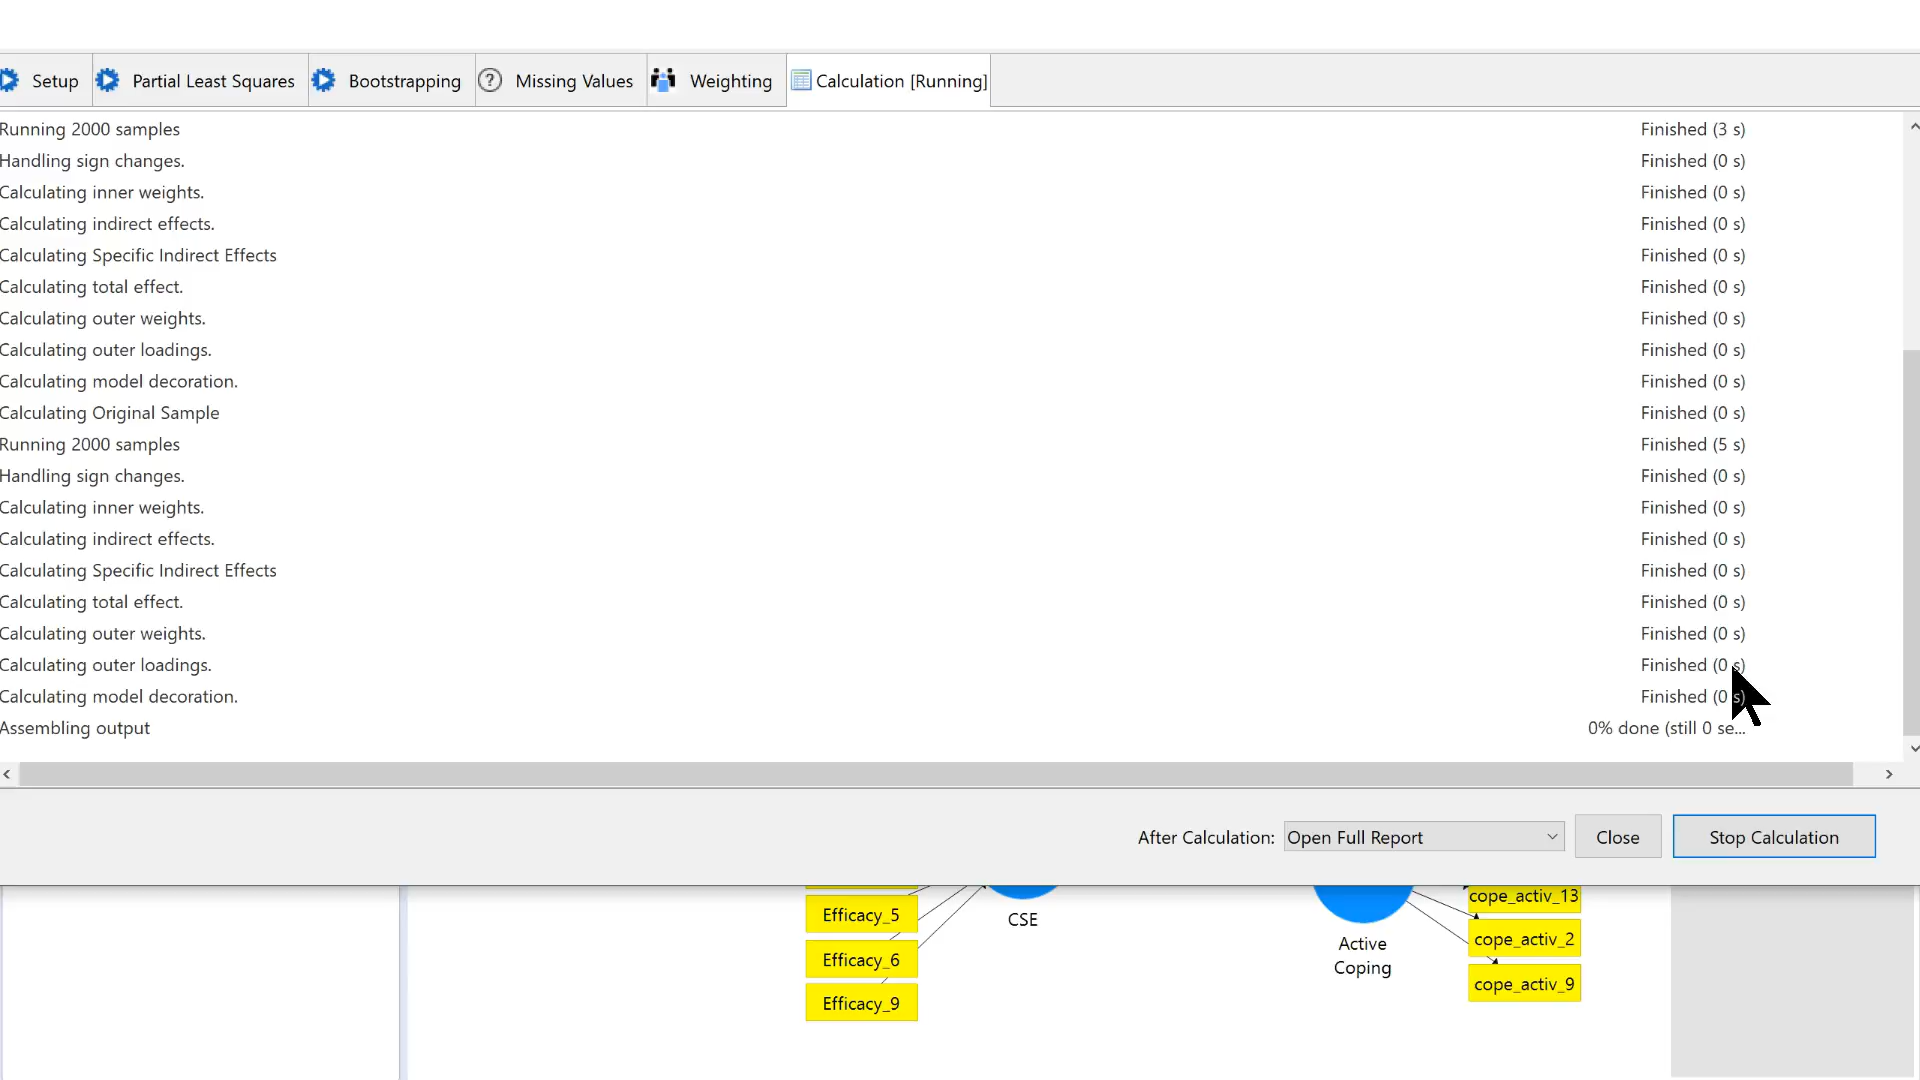 Setup Partial Least Squares Bootstrapping Missing Values Weighting Calculation [Running]
Running 2000 samples Finished (3 s)
Handling sign changes. Finished (0 s)
Calculating inner weights. Finished (0 s)
Calculating indirect effects. Finished (0 s)
Calculating Specific Indirect Effects Finished (0 s)
Calculating total effect. Finished (0 s)
Calculating outer weights. Finished (0 s)
Calculating outer loadings. Finished (0 s)
Calculating model decoration. Finished (0 s)
Calculating Original Sample Finished (0 s)
Running 2000 samples Finished (5 s)
Handling sign changes. Finished (0 s)
Calculating inner weights. Finished (0 s)
Calculating indirect effects. Finished (0 s)
Calculating Specific Indirect Effects Finished (0 s)
Calculating total effect. Finished (0 s)
Calculating outer weights. Finished (0 s)
Calculating outer loadings. Finished (0 s)
Calculating model decoration. Finished (0 s)
Assembling output 0% done (still 0 se...
After Calculation: Open Full Report Close Stop Calculation
Efficacy_5
Efficacy_6
Efficacy_9
CSE
Active
Coping
cope_activ_13
cope_activ_2
cope_activ_9